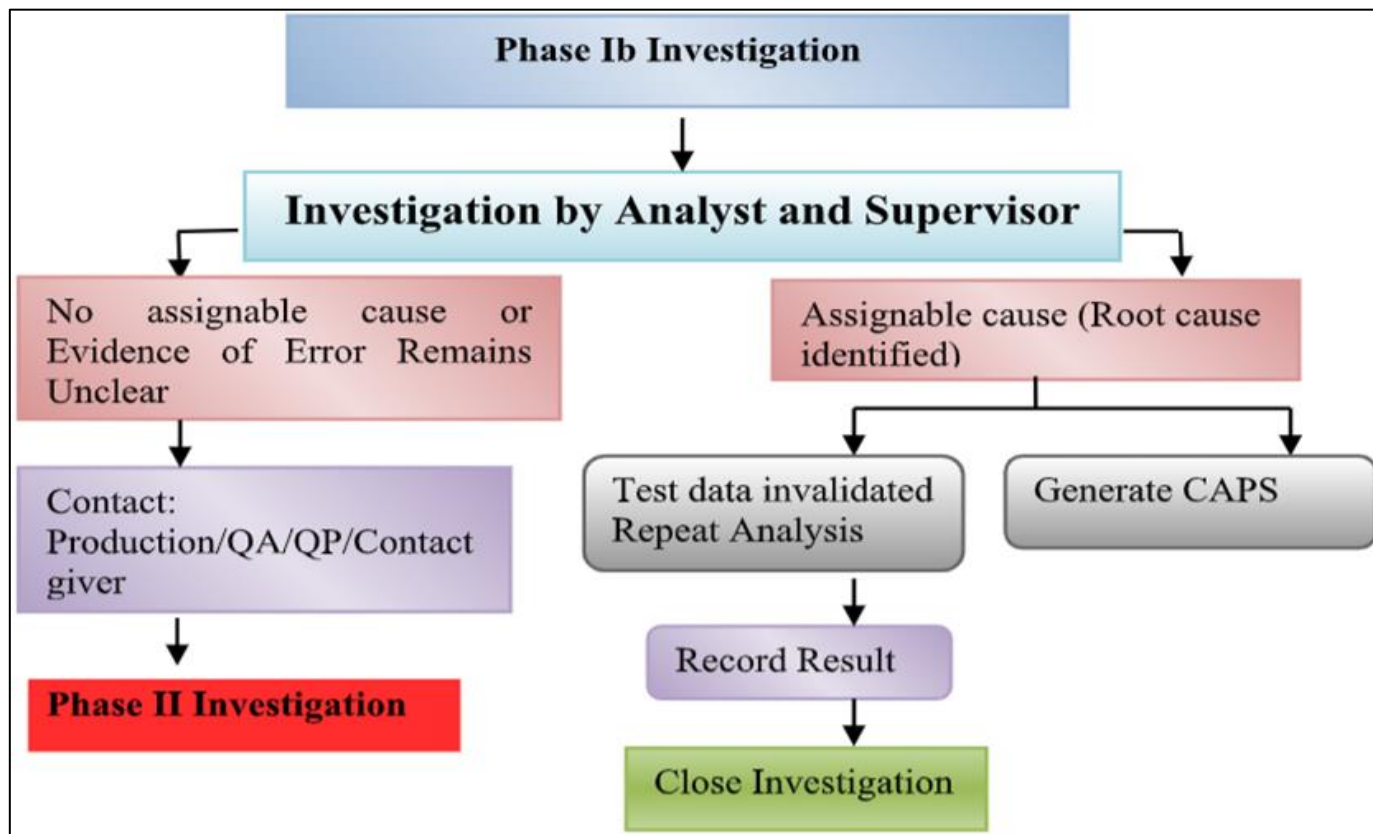 Phase Ib Investigation
Investigation by Analyst and Supervisor
No assignable cause or
Evidence of Error Remains
Unclear
Assignable cause (Root cause
identified)
Contact:
Production/QA/QP/Contact
giver
Test data invalidated
Repeat Analysis
Generate CAPS
Record Result
Phase II Investigation
Close Investigation